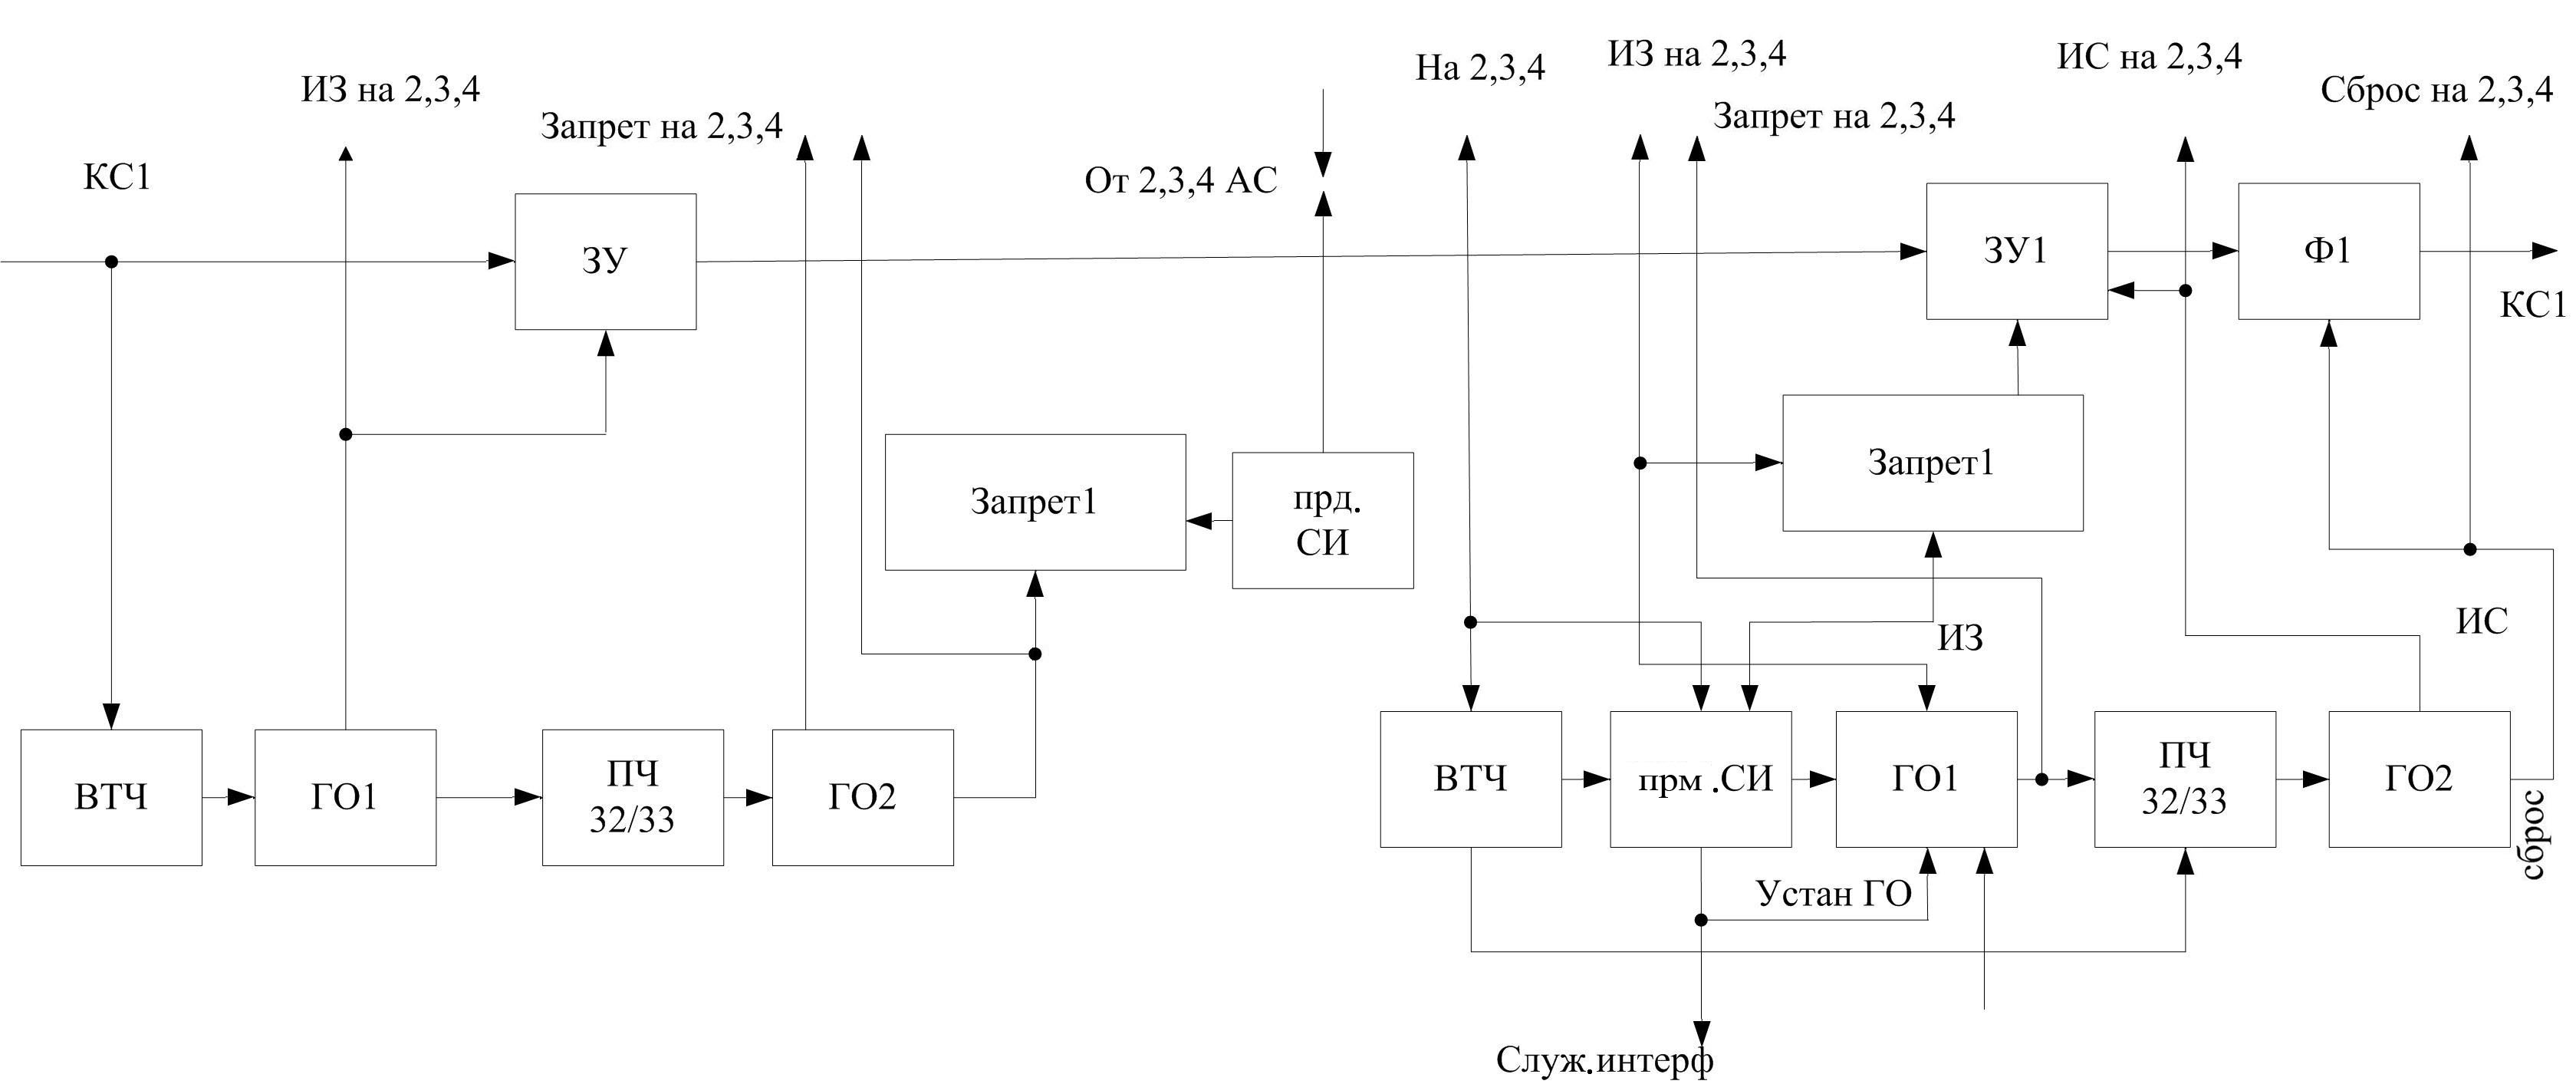 На 2,3,4
ИЗ на 2,3,4
ИС на 2,3,4
ИЗ на 2,3,4
Сброс на 2,3,4
Запрет на 2,3,4
Запрет на 2,3,4
КС1
От 2,3,4 АС
ЗУ
ЗУ1
Ф1
КС1
Запрет1
прд.
СИ
Запрет1
ИЗ
ИС
ВТЧ
ГО1
ПЧ
32/33
ГО2
ВТЧ
прм .СИ
ГО1
ПЧ
32/33
ГО2
сброс
Устан ГО
Служ.интерф